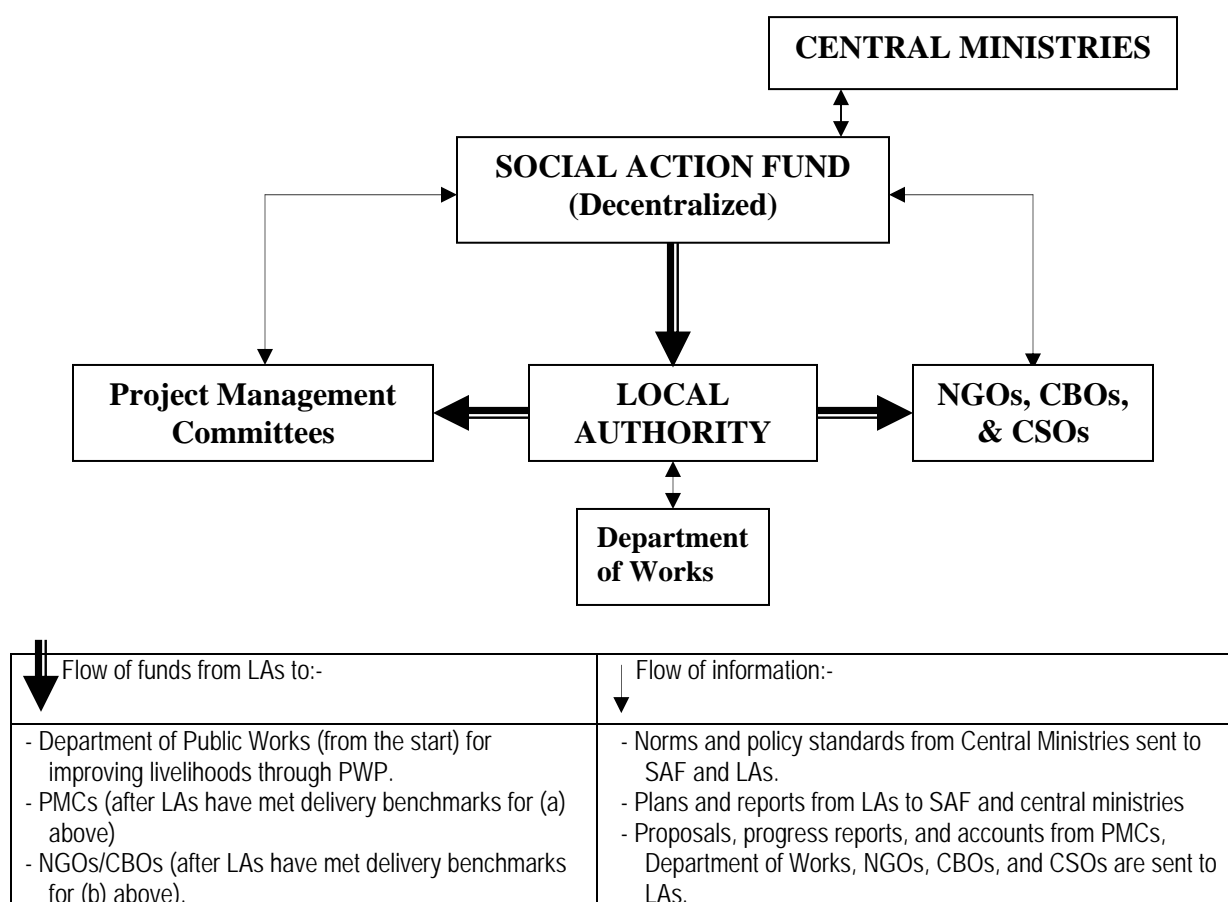 CENTRAL MINISTRIES
SOCIAL ACTION FUND
(Decentralized)
Project Management
Committees
LOCAL
AUTHORITY
NGOs, CBOs,
& CSOs
Department
of Works
Flow of funds from LAs to:-
Flow of information:-
- Department of Public Works (from the start) for
improving livelihoods through PWP.
- PMCs (after LAs have met delivery benchmarks for (a)
above)
- NGOs/CBOs (after LAs have met delivery benchmarks
for (b) above).
- Norms and policy standards from Central Ministries sent to
SAF and LAs.
- Plans and reports from LAs to SAF and central ministries
- Proposals, progress reports, and accounts from PMCs,
Department of Works, NGOs, CBOs, and CSOs are sent to
LAs.